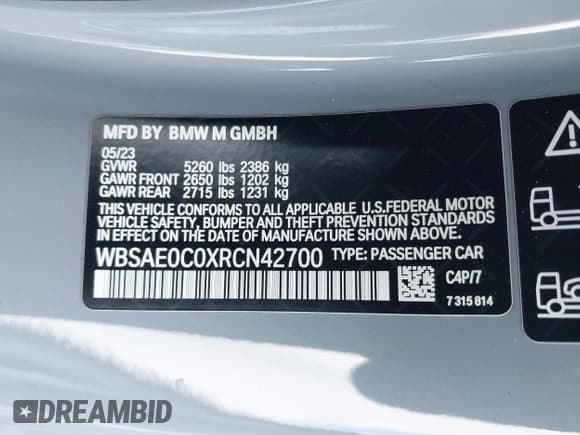 MFD BY BMW M GMBH
05/23
GVWR 5260 lbs 2386 kg
GAWR FRONT 2650 lbs 1202 kg
GAWR REAR 2715 lbs 1231 kg
THIS VEHICLE CONFORMS TO ALL APPLICABLE U.S.FEDERAL MOTOR
VEHICLE SAFETY, BUMPER, AND THEFT PREVENTION STANDARDS
IN EFFECT ON THE DATE OF MANUFACTURE SHOWN ABOVE.
WBSAE0C0XRCN42700 TYPE: PASSENGER CAR
C4P/7
7 315 814
DREAMBID